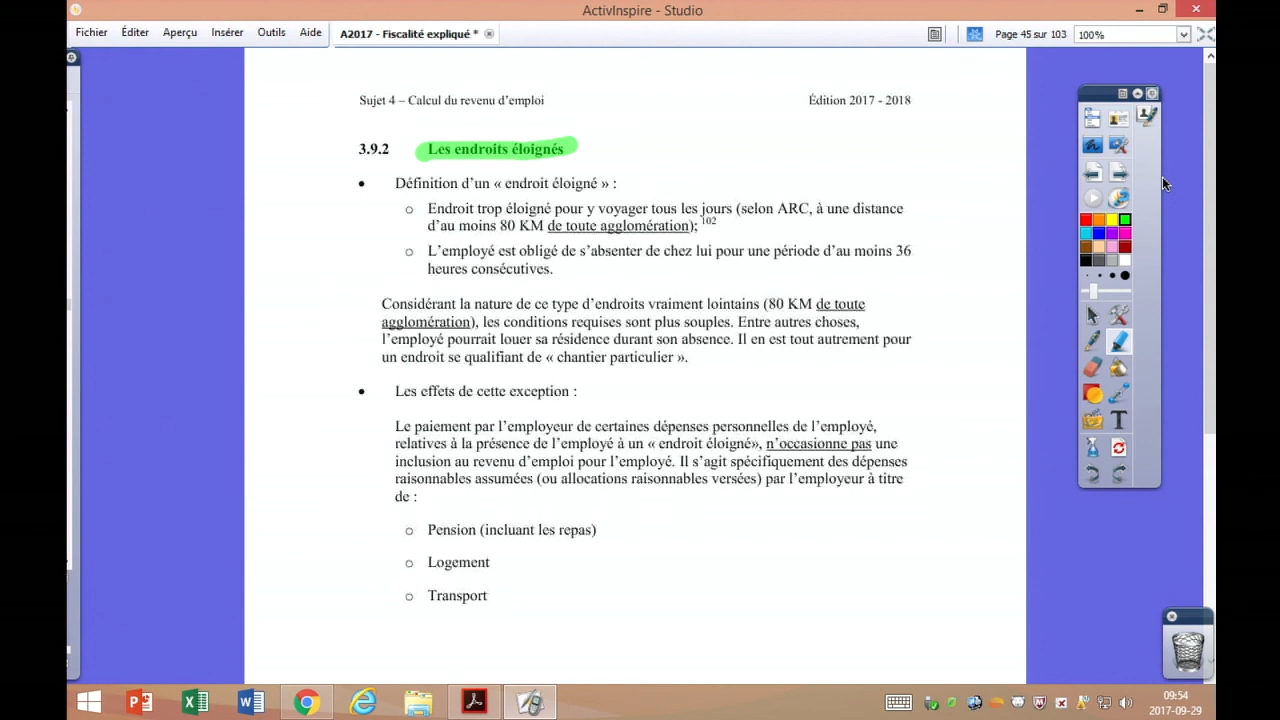 ActivInspire - Studio
Fichier Éditer Aperçu Insérer Outils Aide
A2017 - Fiscalité expliqué *
Page 45 sur 103
100%
Sujet 4 – Calcul du revenu d'emploi
Édition 2017 - 2018
3.9.2 Les endroits éloignés
• Définition d'un « endroit éloigné » :
o Endroit trop éloigné pour y voyager tous les jours (selon ARC, à une distance
d'au moins 80 KM de toute agglomération); 102
o L'employé est obligé de s'absenter de chez lui pour une période d'au moins 36
heures consécutives.
Considérant la nature de ce type d'endroits vraiment lointains (80 KM de toute
agglomération), les conditions requises sont plus souples. Entre autres choses,
l'employé pourrait louer sa résidence durant son absence. Il en est tout autrement pour
un endroit se qualifiant de « chantier particulier ».
• Les effets de cette exception :
Le paiement par l'employeur de certaines dépenses personnelles de l'employé,
relatives à la présence de l'employé à un « endroit éloigné», n'occasionne pas une
inclusion au revenu d'emploi pour l'employé. Il s'agit spécifiquement des dépenses
raisonnables assumées (ou allocations raisonnables versées) par l'employeur à titre
de :
o Pension (incluant les repas)
o Logement
o Transport
09:54
2017-09-29